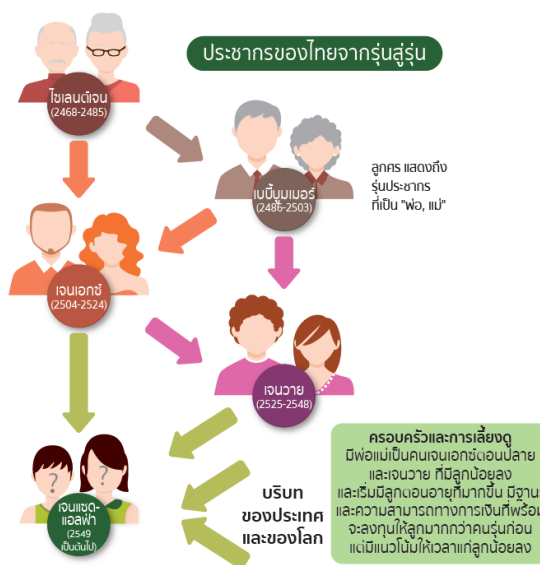 ประชากรของไทยจากรุ่นสู่รุ่น
ไซเลนต์เจน
(2468-2485)
เบบี้บูมเมอร์
(2486-2503)
ลูกศร แสดงถึง
รุ่นประชากร
ที่เป็น "พ่อ, แม่"
เจนเอกซ์
(2504-2524)
เจนวาย
(2525-2548)
? ?
เจนแซด-
แอลฟ่า
(2549
เป็นต้นไป)
บริบท
ของประเทศ
และของโลก
ครอบครัวและการเลี้ยงดู
มีพ่อแม่เป็นคนเจนเอกซ์ตอนปลาย
และเจนวาย ที่มีลูกน้อยลง
และเริ่มมีลูกตอนอายุที่มากขึ้น
และความสามารถทางการเงินที่พร้อม
จะลงทุนให้ลูกมากกว่าคนรุ่นก่อน
แต่มีแนวโน้มให้เวลาแก่ลูกน้อยลง